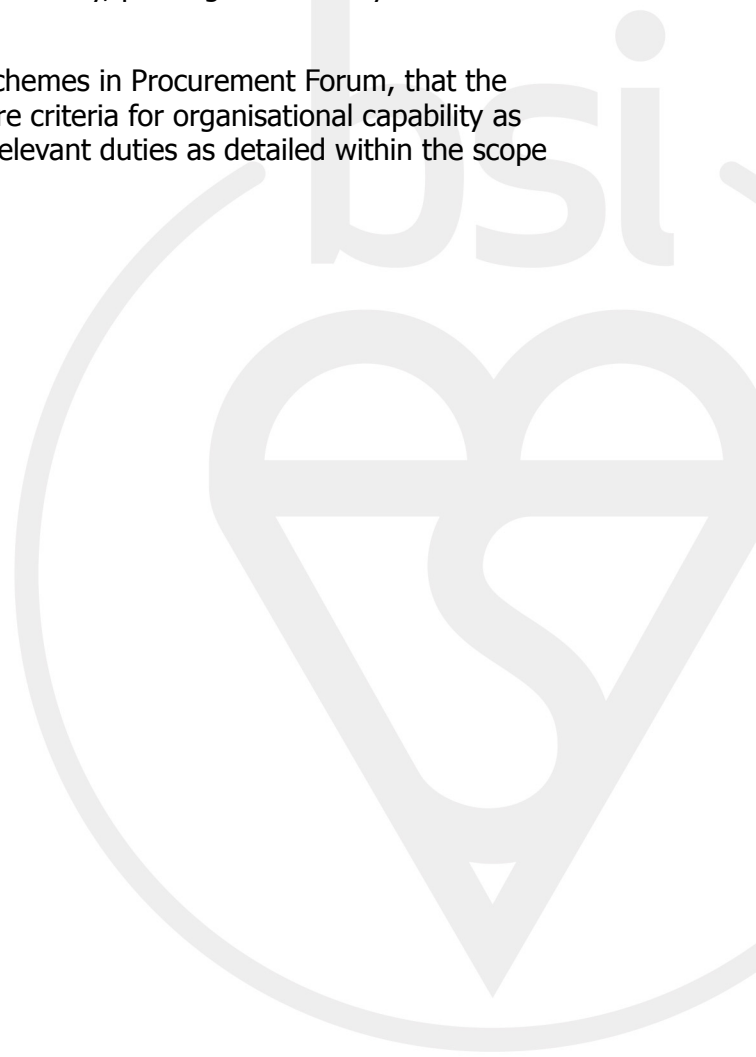 chemes in Procurement Forum, that the
re criteria for organisational capability as
relevant duties as detailed within the scope
bsi